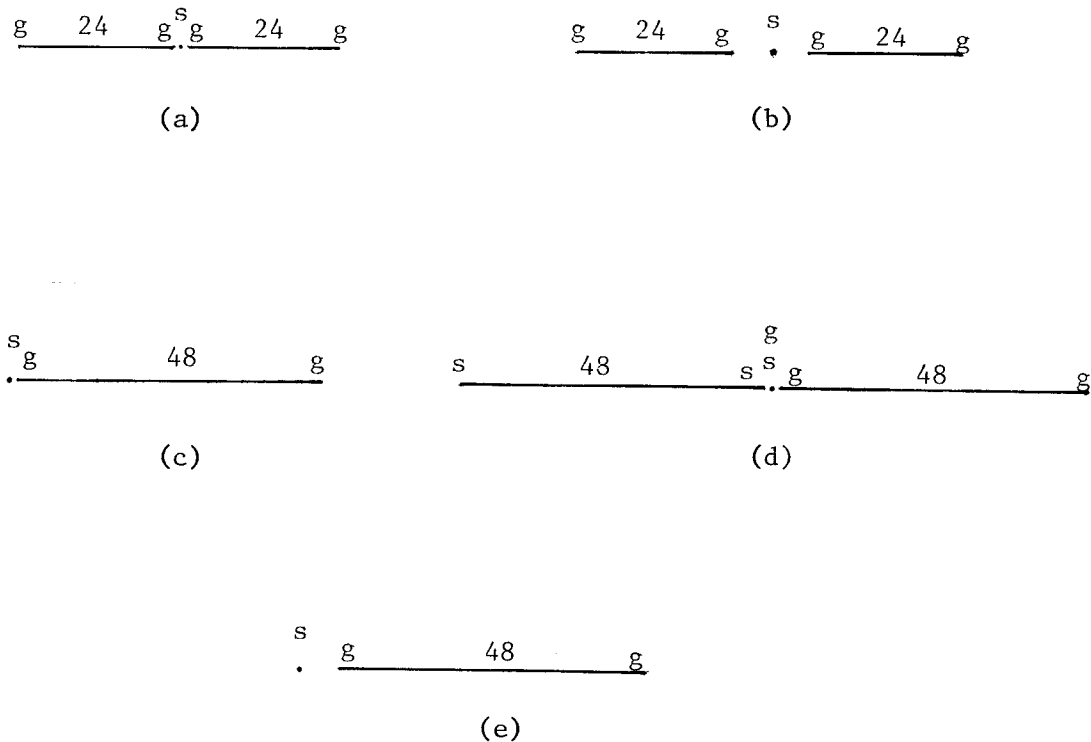 g 24 g s g 24 g
(a)
g 24 g s g 24 g
(b)
s g 48 g
(c)
s 48 s g s g 48 g
(d)
s g 48 g
(e)